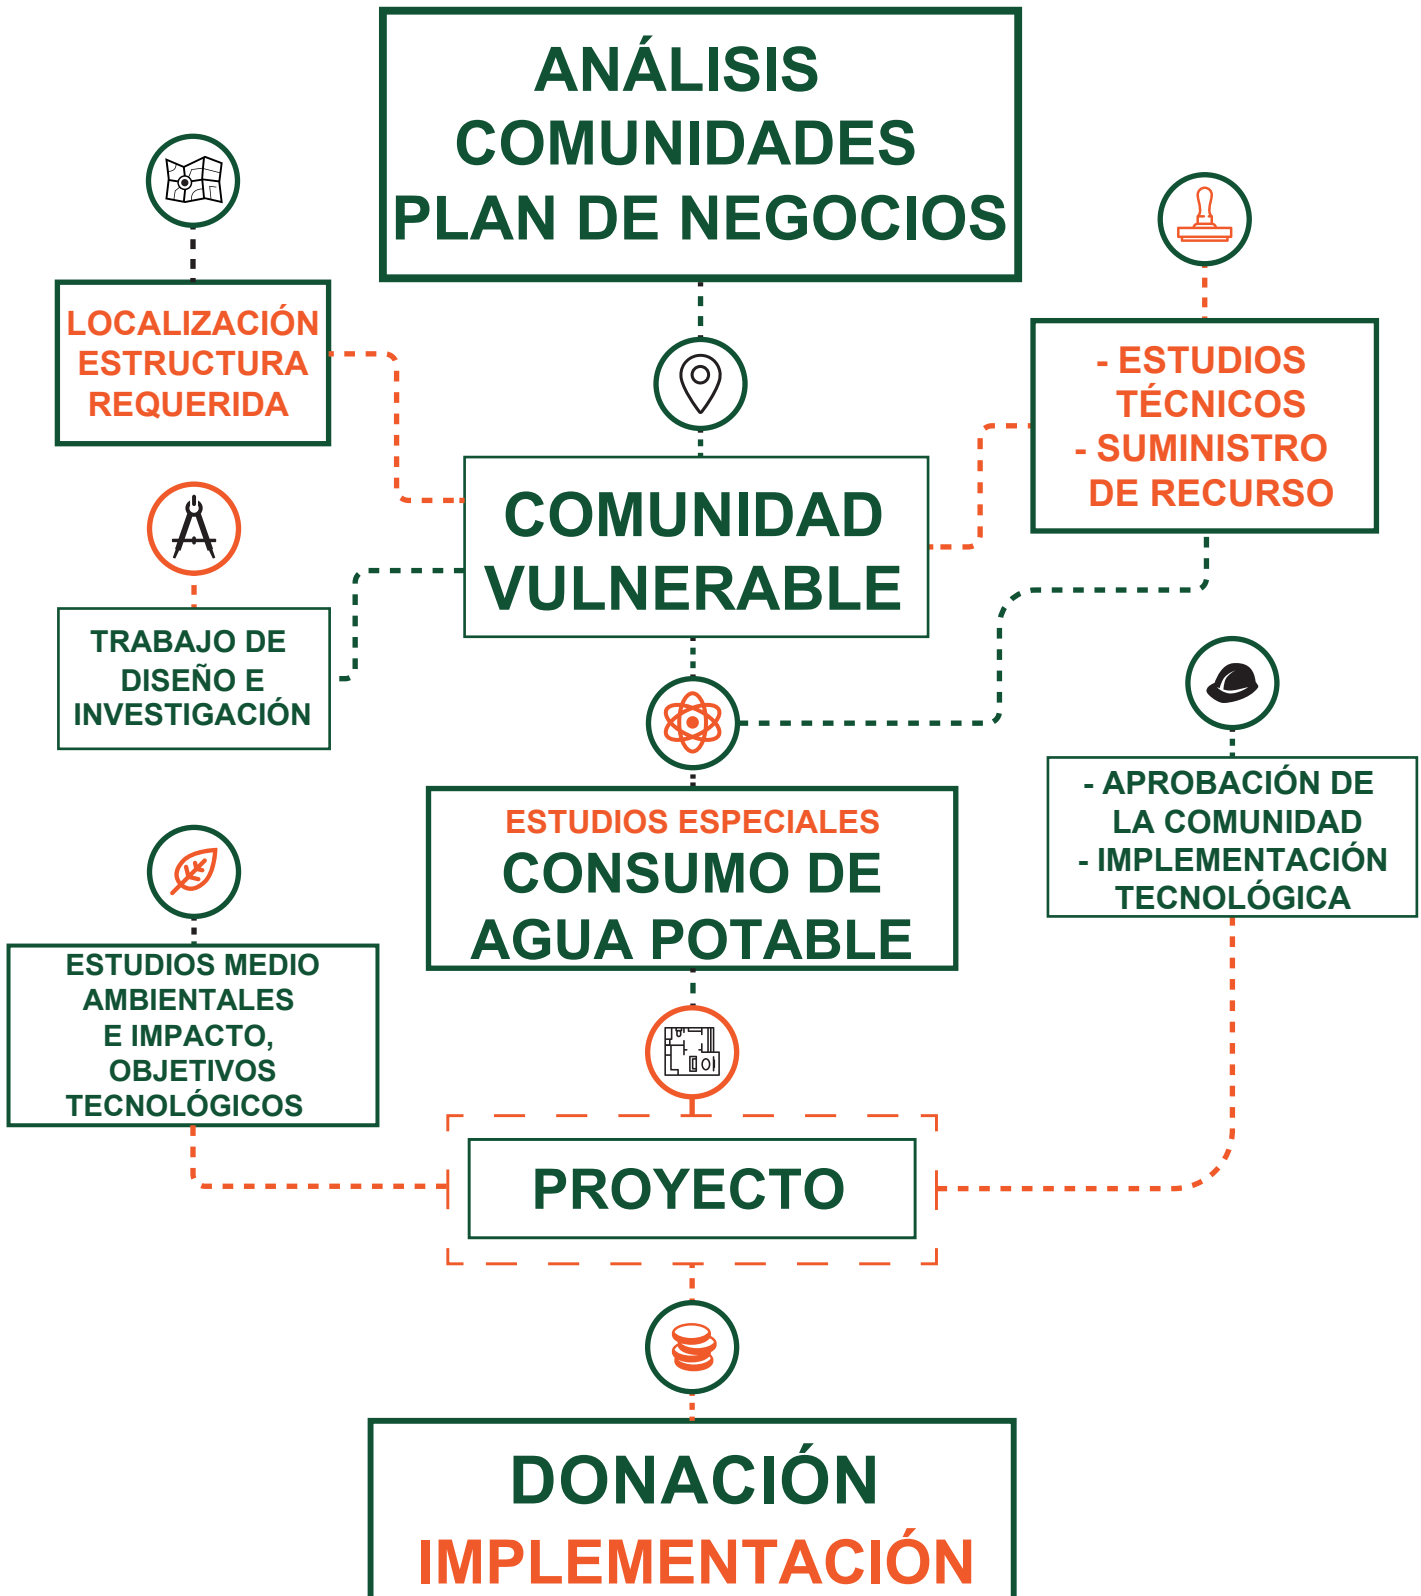 ANÁLISIS
COMUNIDADES
PLAN DE NEGOCIOS
LOCALIZACIÓN
ESTRUCTURA
REQUERIDA
- ESTUDIOS
TÉCNICOS
- SUMINISTRO
DE RECURSO
COMUNIDAD
VULNERABLE
TRABAJO DE
DISEÑO E
INVESTIGACIÓN
- APROBACIÓN DE
LA COMUNIDAD
- IMPLEMENTACIÓN
TECNOLÓGICA
ESTUDIOS ESPECIALES
CONSUMO DE
AGUA POTABLE
ESTUDIOS MEDIO
AMBIENTALES
E IMPACTO,
OBJETIVOS
TECNOLÓGICOS
PROYECTO
DONACIÓN
IMPLEMENTACIÓN